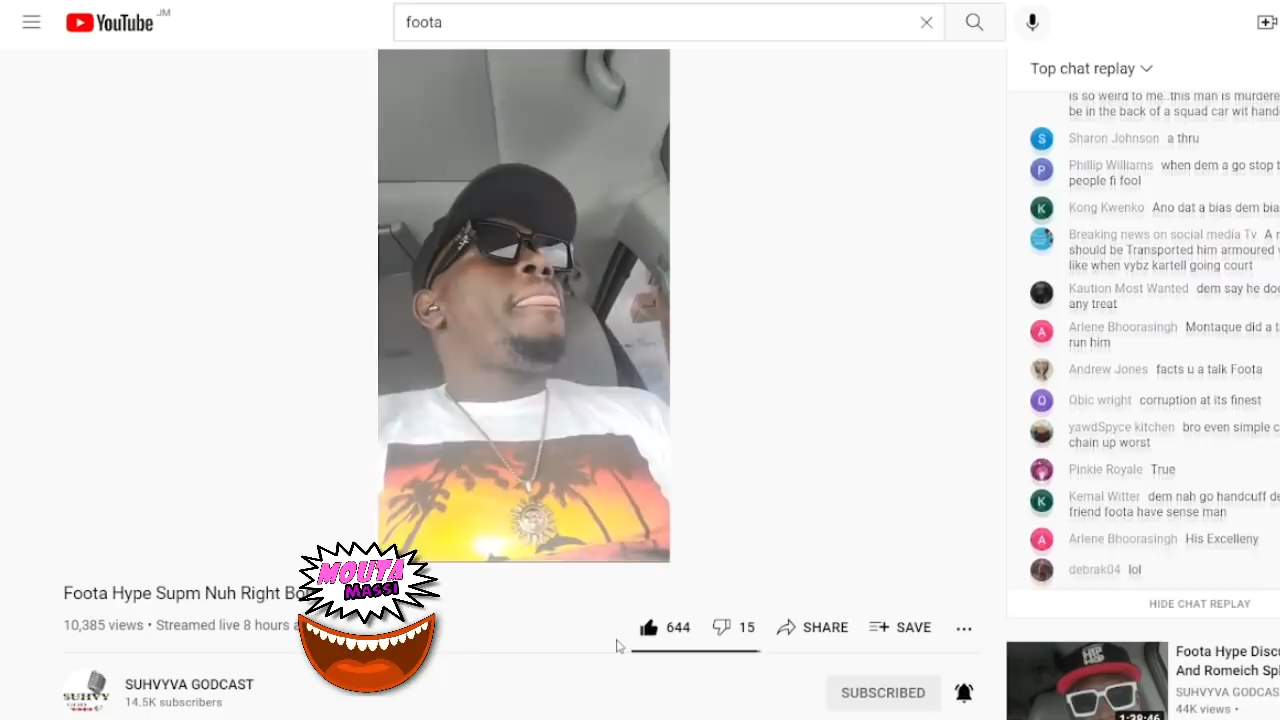 YouTube JM
foota
Top chat replay
is so weird to me..this man is murdere
be in the back of a squad car wit hand
Sharon Johnson a thru
Phillip Williams when dem a go stop t
people fi fool
Kong Kwenko Ano dat a bias dem bia
Breaking news on social media Tv A r
should be Transported him armoured v
like when vybz kartell going court
Kaution Most Wanted dem say he do
any treat
Arlene Bhoorasingh Montaque did a t
run him
Andrew Jones facts u a talk Foota
Obic wright corruption at its finest
yawdSpyce kitchen bro even simple c
chain up worst
Pinkie Royale True
Kemal Witter dem nah go handcuff de
friend foota have sense man
Arlene Bhoorasingh His Excelleny
debrak04 lol
HIDE CHAT REPLAY
MOUTA
MASSI
Foota Hype Supm Nuh Right Bo
10,385 views • Streamed live 8 hours a
644 15 SHARE SAVE
SUHVYVA GODCAST
14.5K subscribers
SUBSCRIBED
Foota Hype Discu
And Romeich Spl
SUHVYVA GODCAS
44K views •
1:28:46